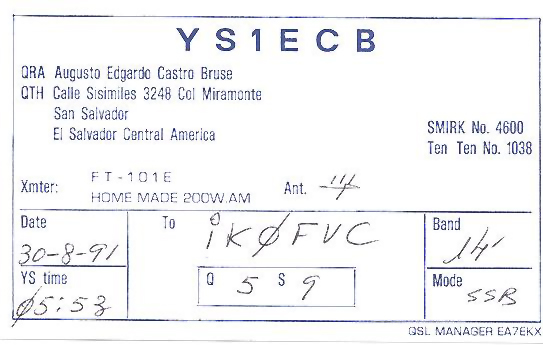 YS1ECB
QRA Augusto Edgardo Castro Bruse
QTH Calle Sisimiles 3248 Col Miramonte
San Salvador
El Salvador Central America
SMIRK No. 4600
Ten Ten No. 1038
Xmter: FT-101E
HOME MADE 200W.AM
Ant.
Date
30-8-91
YS time
Ø5:53
To
iKØFVC
Q 5 S 9
Band
14'
Mode
SSB
QSL MANAGER EA7EKX